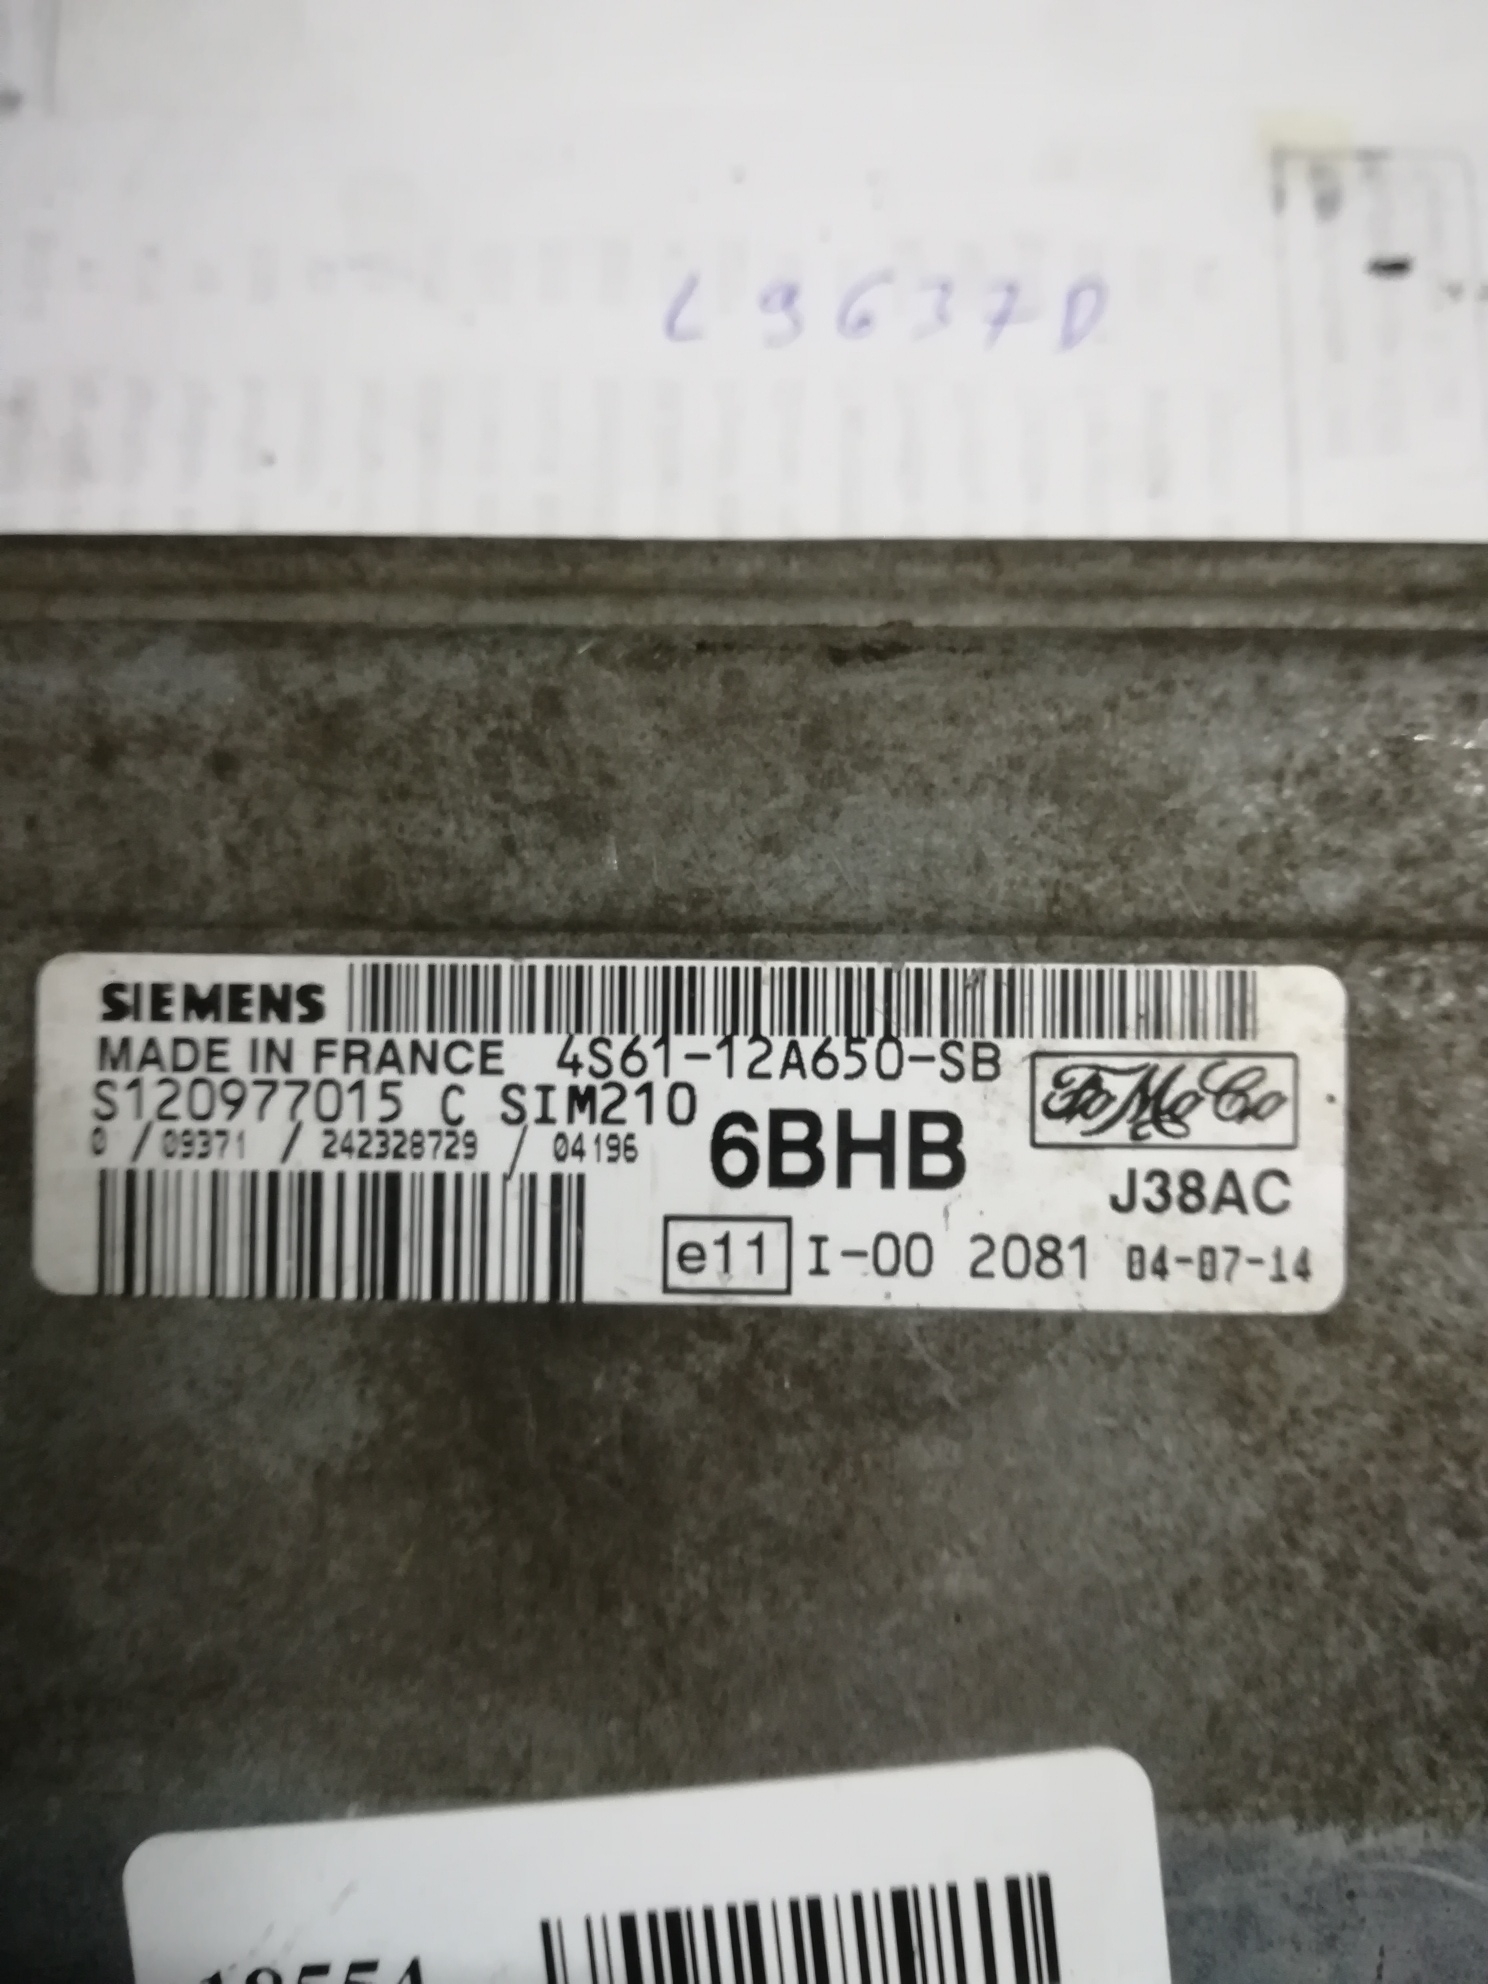 L9637D
SIEMENS
MADE IN FRANCE 4S61-12A650-SB
S120977015 C SIM210
FoMoCo
0 / 09371 / 242328729 / 04196
6BHB
J38AC
e11 I-00 2081 04-07-14